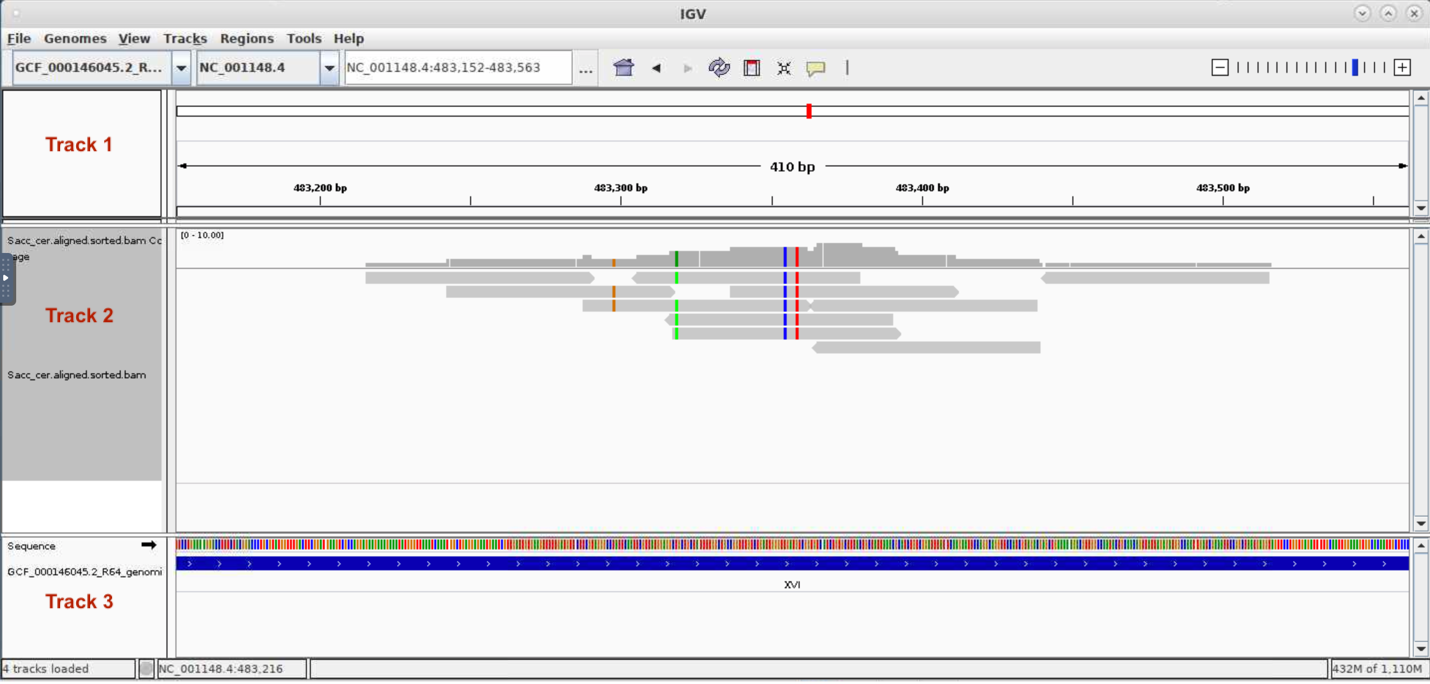 IGV
File Genomes View Tracks Regions Tools Help
GCF_000146045.2_R... NC_001148.4 NC_001148.4:483,152-483,563 ...
Track 1
410 bp
483,200 bp 483,300 bp 483,400 bp 483,500 bp
[0 - 10.00]
Sacc_cer.aligned.sorted.bam Co
age
Track 2
Sacc_cer.aligned.sorted.bam
Sequence
GCF_000146045.2_R64_genomi
XVI
Track 3
4 tracks loaded NC_001148.4:483,216 432M of 1,110M